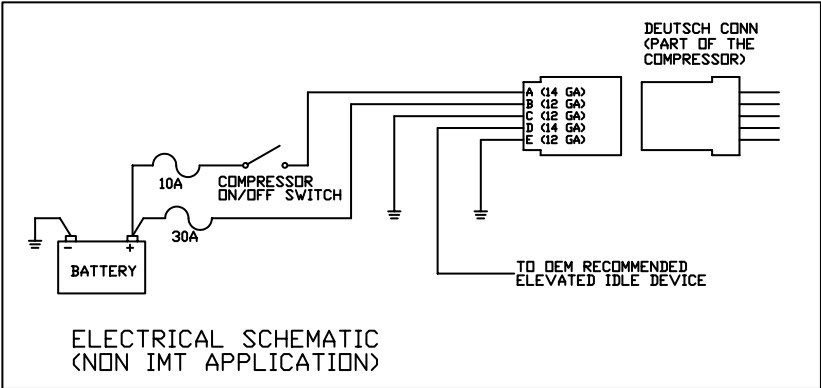 DEUTSCH CONN
(PART OF THE
COMPRESSOR)
A (14 GA)
B (12 GA)
C (12 GA)
D (14 GA)
E (12 GA)
10A
COMPRESSOR
ON/OFF SWITCH
30A
- +
BATTERY
TO OEM RECOMMENDED
ELEVATED IDLE DEVICE
ELECTRICAL SCHEMATIC
(NON IMT APPLICATION)